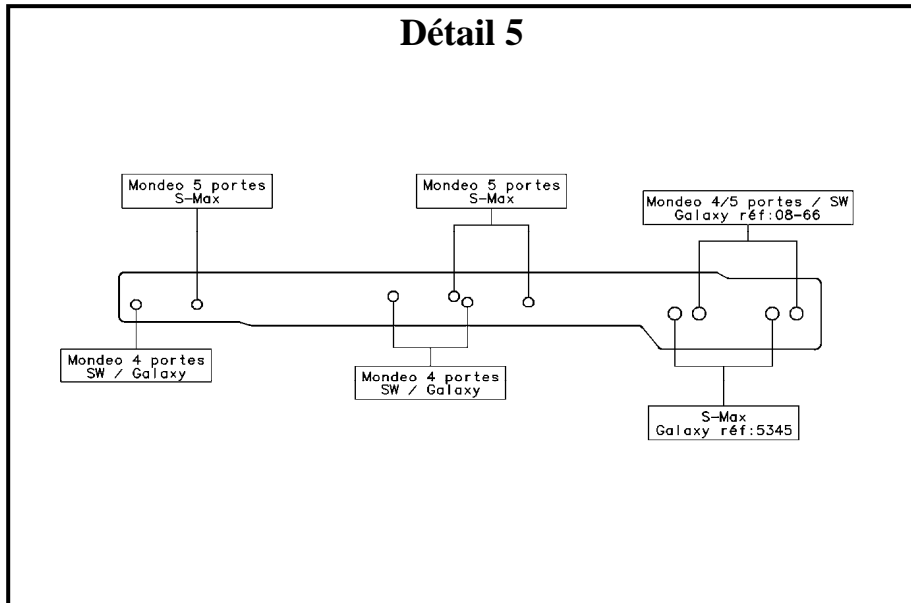 Détail 5
Mondeo 5 portes
S-Max
Mondeo 5 portes
S-Max
Mondeo 4/5 portes / SW
Galaxy réf:08-66
Mondeo 4 portes
SW / Galaxy
Mondeo 4 portes
SW / Galaxy
S-Max
Galaxy réf:5345